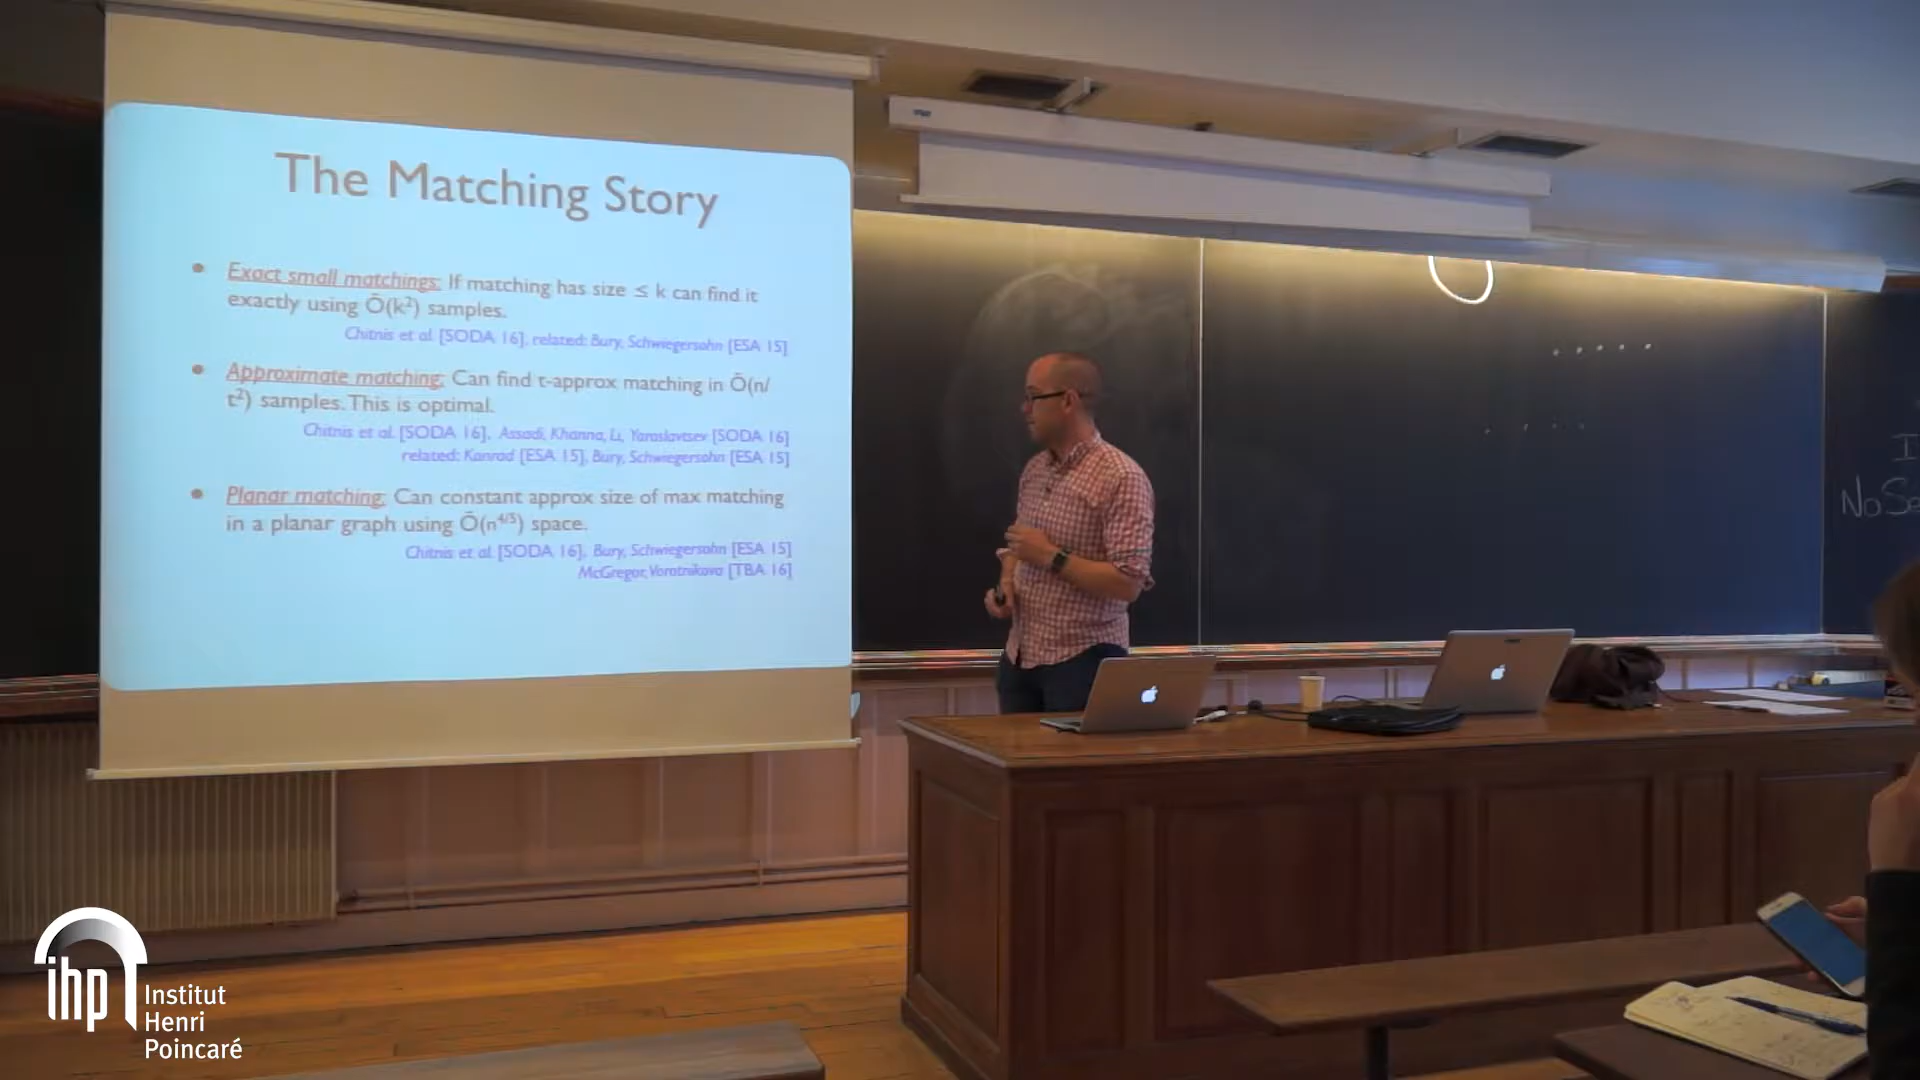 The Matching Story
• Exact small matchings: If matching has size ≤ k can find it
exactly using Õ(k²) samples.
Chitnis et al. [SODA 16], related: Bury, Schwiegersohn [ESA 15]
• Approximate matching: Can find t-approx matching in Õ(n/
t²) samples. This is optimal.
Chitnis et al. [SODA 16], Assadi, Khanna, Li, Yaroslavtsev [SODA 16]
related: Konrad [ESA 15], Bury, Schwiegersohn [ESA 15]
• Planar matching: Can constant approx size of max matching
in a planar graph using Õ(n⁴/⁵) space.
Chitnis et al. [SODA 16], Bury, Schwiegersohn [ESA 15]
McGregor, Vorotnikova [TBA 16]
ihp
Institut
Henri
Poincaré